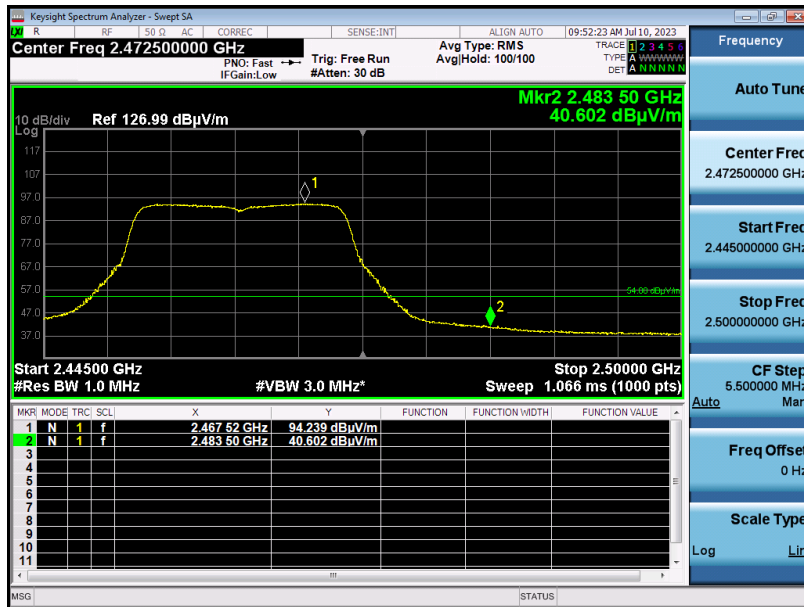 Keysight Spectrum Analyzer - Swept SA
LXI R RF 50 Ω AC CORREC SENSE:INT ALIGN AUTO 09:52:23 AM Jul 10, 2023
Center Freq 2.472500000 GHz
PNO: Fast
IFGain:Low
Trig: Free Run
#Atten: 30 dB
Avg Type: RMS
Avg|Hold: 100/100
TRACE 1 2 3 4 5 6
TYPE A WWWWW
DET A N N N N N
Mkr2 2.483 50 GHz
40.602 dBµV/m
10 dB/div
Log
Ref 126.99 dBµV/m
117
107
97.0
87.0
77.0
67.0
57.0
47.0
37.0
1
54.00 dBµV/m
2
Start 2.44500 GHz
Stop 2.50000 GHz
#Res BW 1.0 MHz
#VBW 3.0 MHz*
Sweep 1.066 ms (1000 pts)
MKR MODE TRC SCL X Y FUNCTION FUNCTION WIDTH FUNCTION VALUE
1 N 1 f 2.467 52 GHz 94.239 dBµV/m
2 N 1 f 2.483 50 GHz 40.602 dBµV/m
3
4
5
6
7
8
9
10
11
MSG
STATUS
Frequency
Auto Tune
Center Freq
2.472500000 GHz
Start Freq
2.445000000 GHz
Stop Freq
2.500000000 GHz
CF Step
5.500000 MHz
Auto Man
Freq Offset
0 Hz
Scale Type
Log Lin